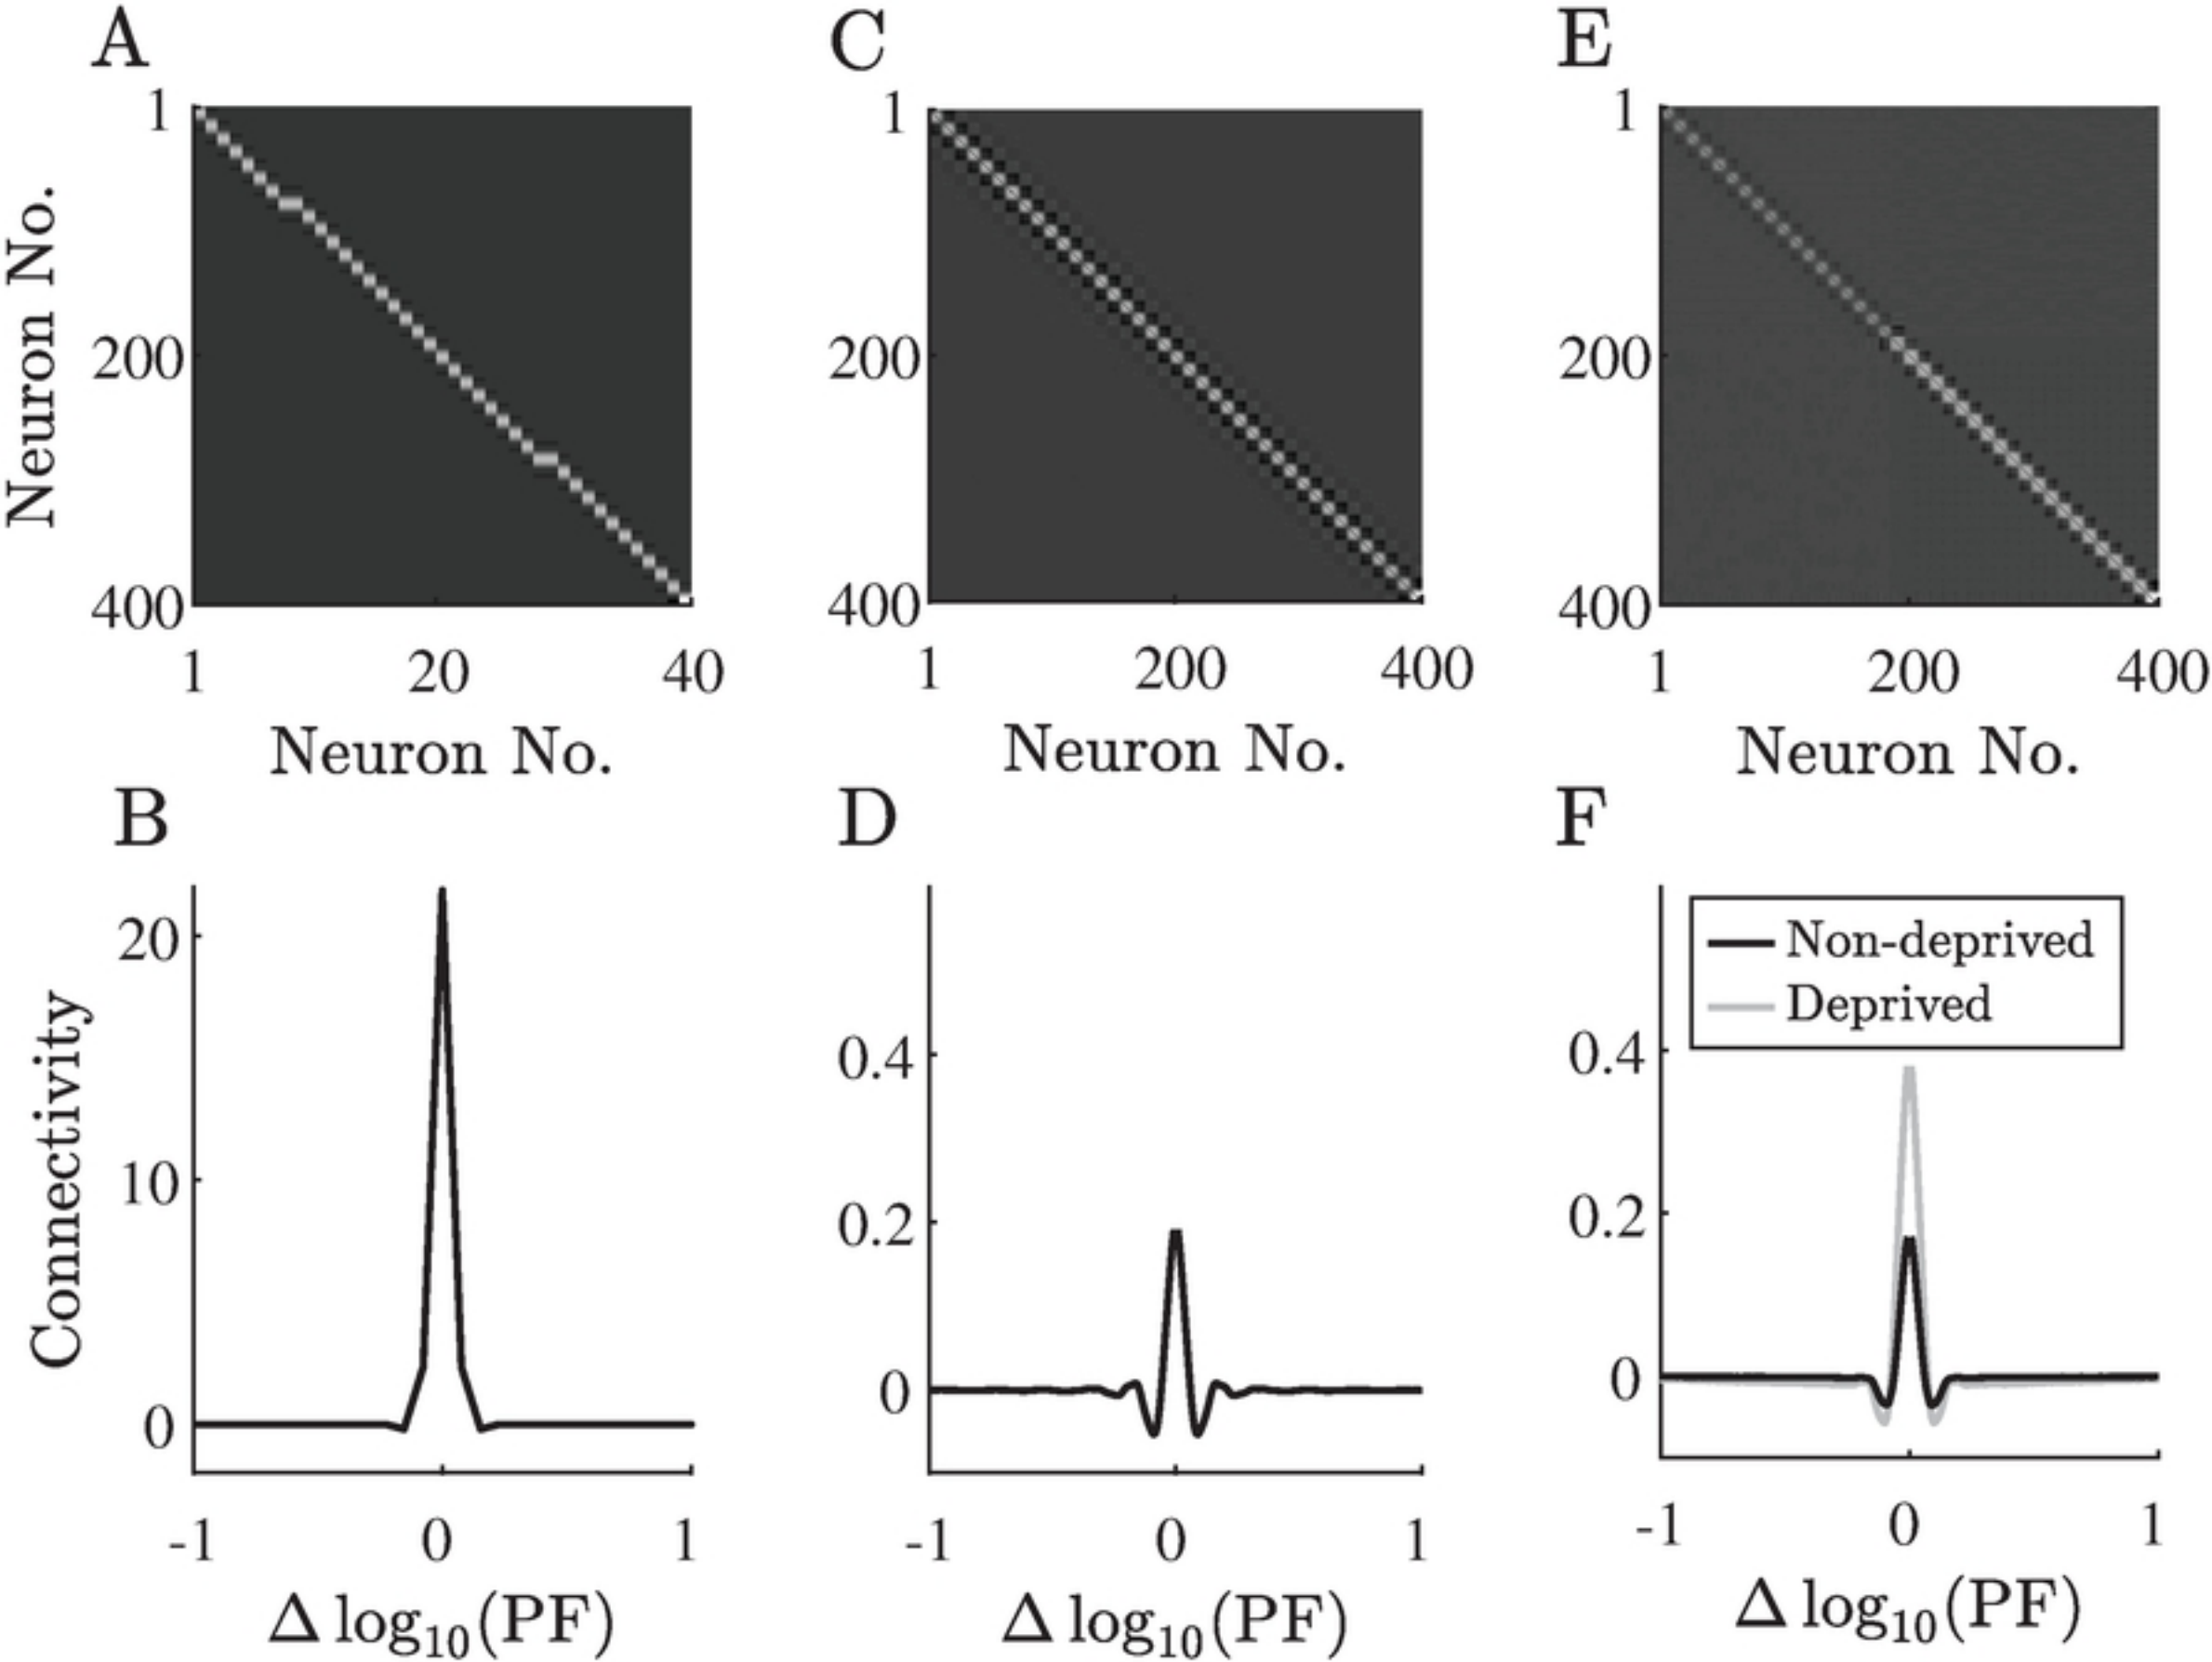 A
1
200
400
Neuron No.
1 20 40
Neuron No.
C
1
200
400
1 200 400
Neuron No.
E
1
200
400
1 200 400
Neuron No.
B
20
10
0
Connectivity
-1 0 1
Δ log₁₀(PF)
D
0.4
0.2
0
-1 0 1
Δ log₁₀(PF)
F
Non-deprived
Deprived
0.4
0.2
0
-1 0 1
Δ log₁₀(PF)